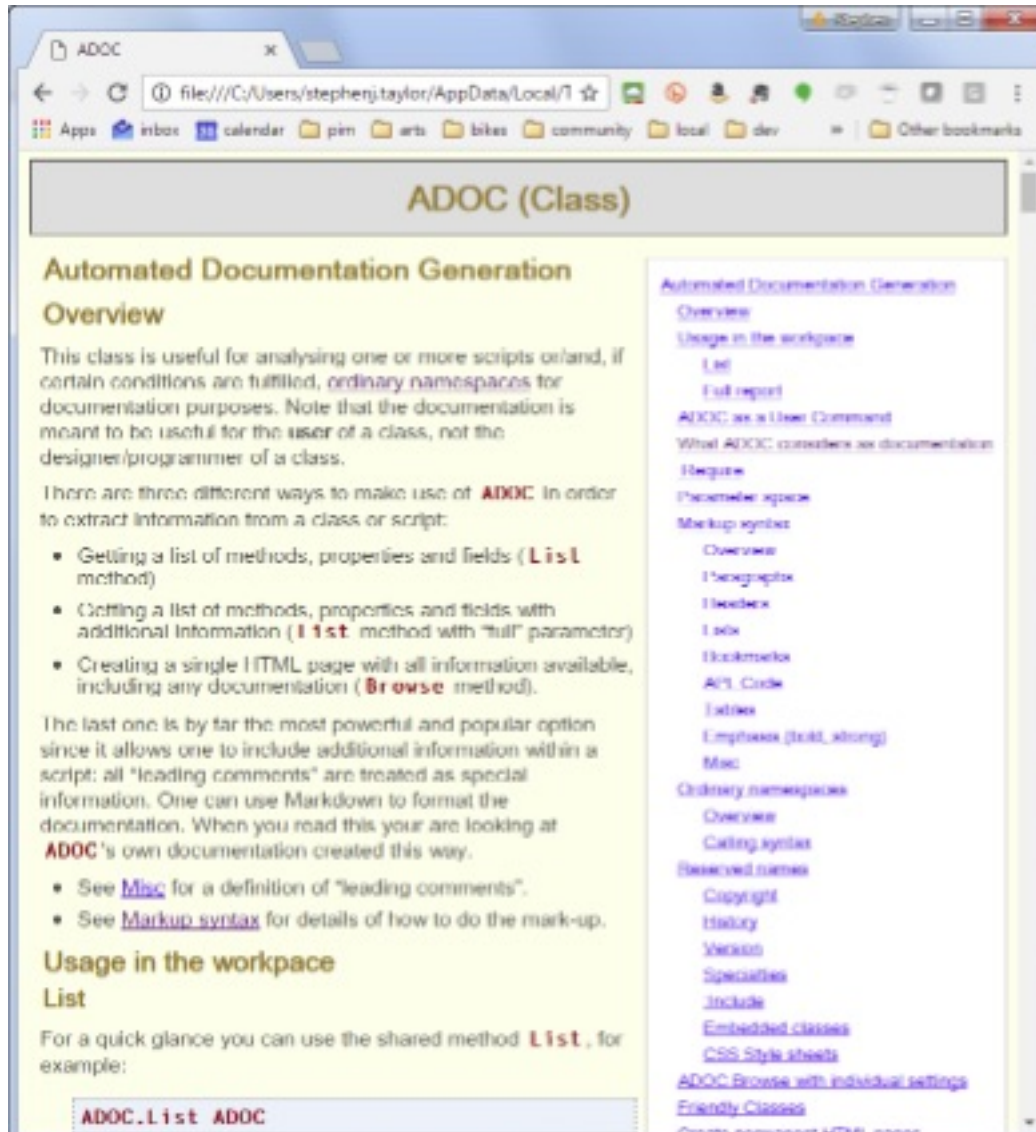 ADOC
file:///C:/Users/stephenj.taylor/AppData/Local/T
Apps inbox calendar pim arts bikes community local dev » Other bookmarks
ADOC (Class)
Automated Documentation Generation
Overview
This class is useful for analysing one or more scripts or/and, if
certain conditions are fulfilled, ordinary namespaces for
documentation purposes. Note that the documentation is
meant to be useful for the user of a class, not the
designer/programmer of a class.
There are three different ways to make use of ADOC in order
to extract information from a class or script:
• Getting a list of methods, properties and fields (List
method)
• Getting a list of methods, properties and fields with
additional information (List method with "full" parameter)
• Creating a single HTML page with all information available,
including any documentation (Browse method).
The last one is by far the most powerful and popular option
since it allows one to include additional information within a
script: all "leading comments" are treated as special
information. One can use Markdown to format the
documentation. When you read this your are looking at
ADOC's own documentation created this way.
• See Misc for a definition of "leading comments".
• See Markup syntax for details of how to do the mark-up.
Usage in the workpace
List
For a quick glance you can use the shared method List, for
example:
ADOC.List ADOC
Automated Documentation Generation
Overview
Usage in the workpace
List
Full report
ADOC as a User Command
What ADOC considers as documentation
:Require
Parameter space
Markup syntax
Overview
Paragraphs
Headers
Lists
Bookmarks
APL Code
Tables
Emphasis (bold, strong)
Misc
Ordinary namespaces
Overview
Calling syntax
Reserved names
Copyright
History
Version
Specialties
:Include
Embedded classes
CSS Style sheets
ADOC.Browse with individual settings
Friendly Classes
Create permanent HTML pages